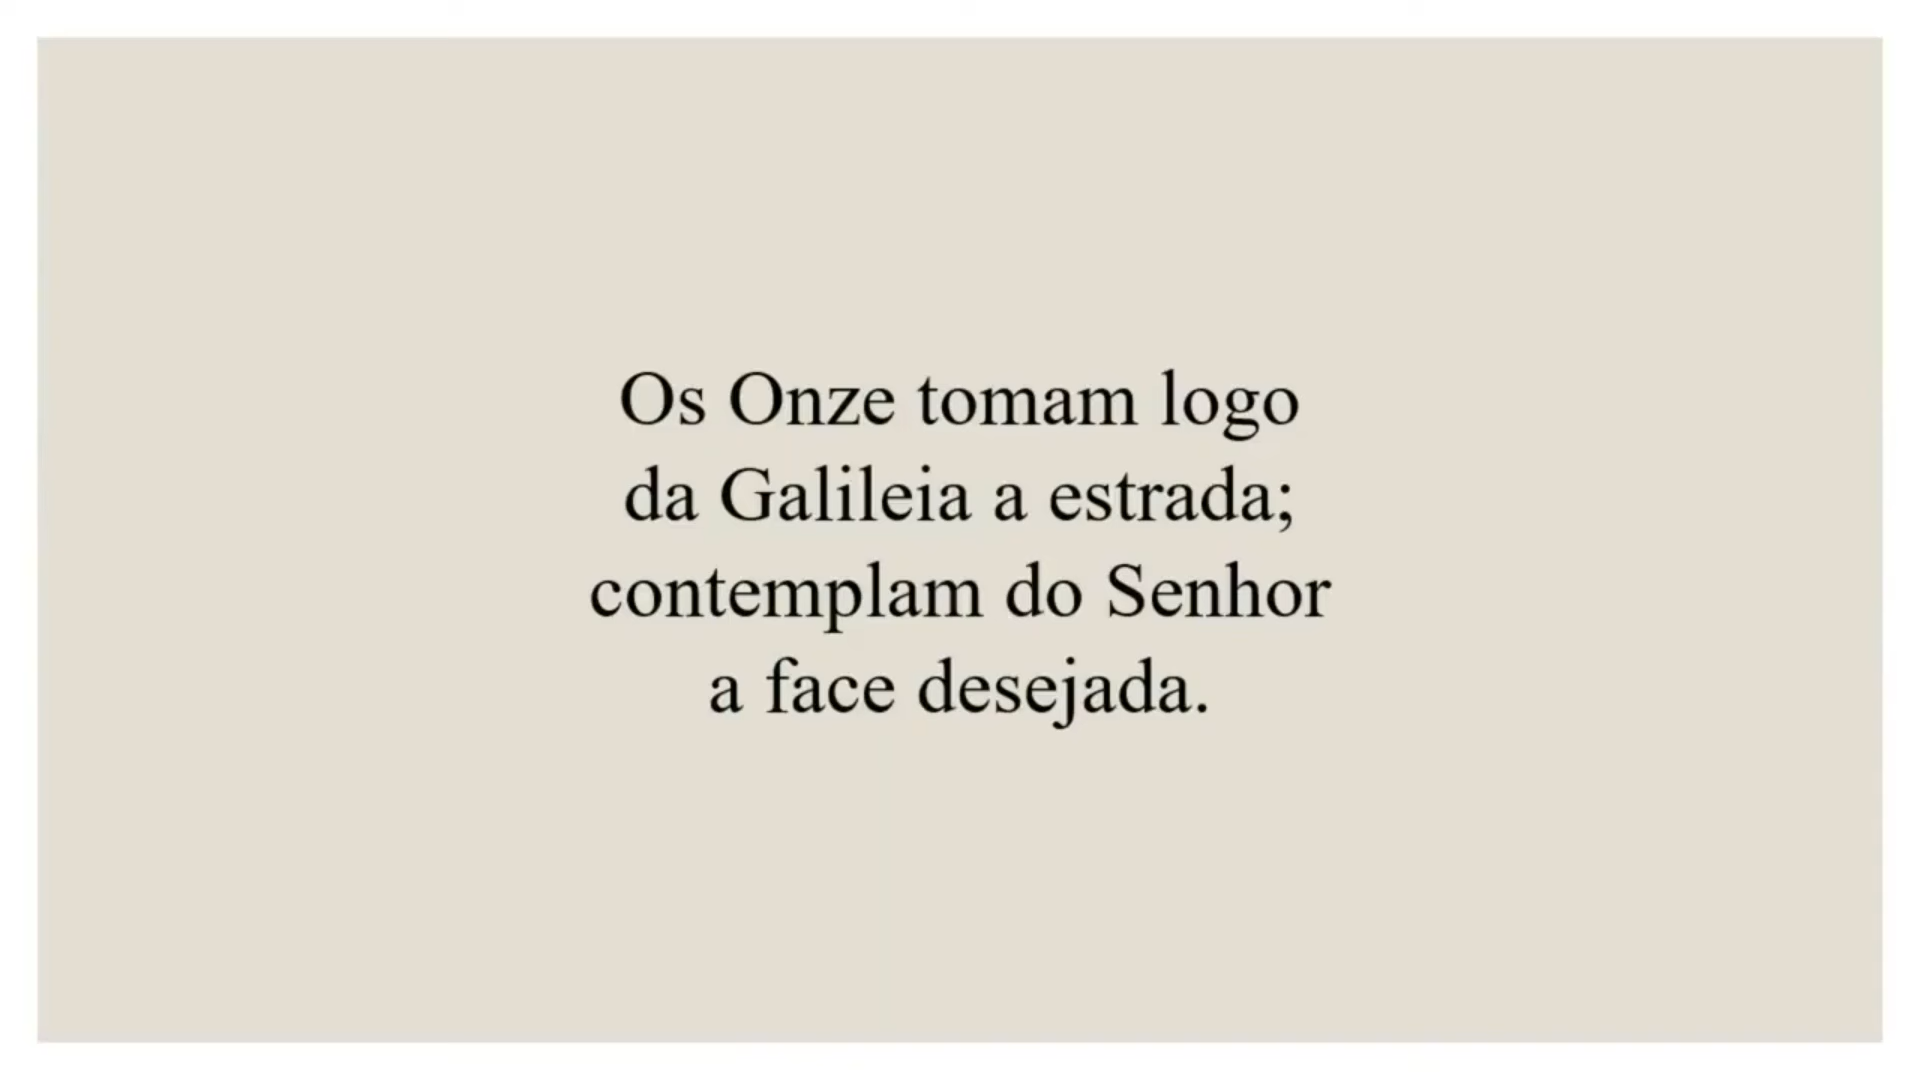 Os Onze tomam logo
da Galileia a estrada;
contemplam do Senhor
a face desejada.